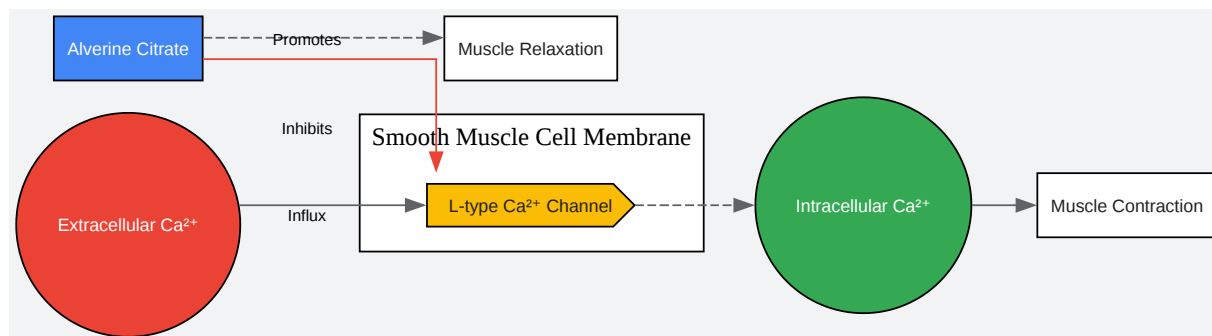 Alverine Citrate
Promotes
Muscle Relaxation
Inhibits
Smooth Muscle Cell Membrane
Extracellular Ca²⁺
Influx
L-type Ca²⁺ Channel
Intracellular Ca²⁺
Muscle Contraction